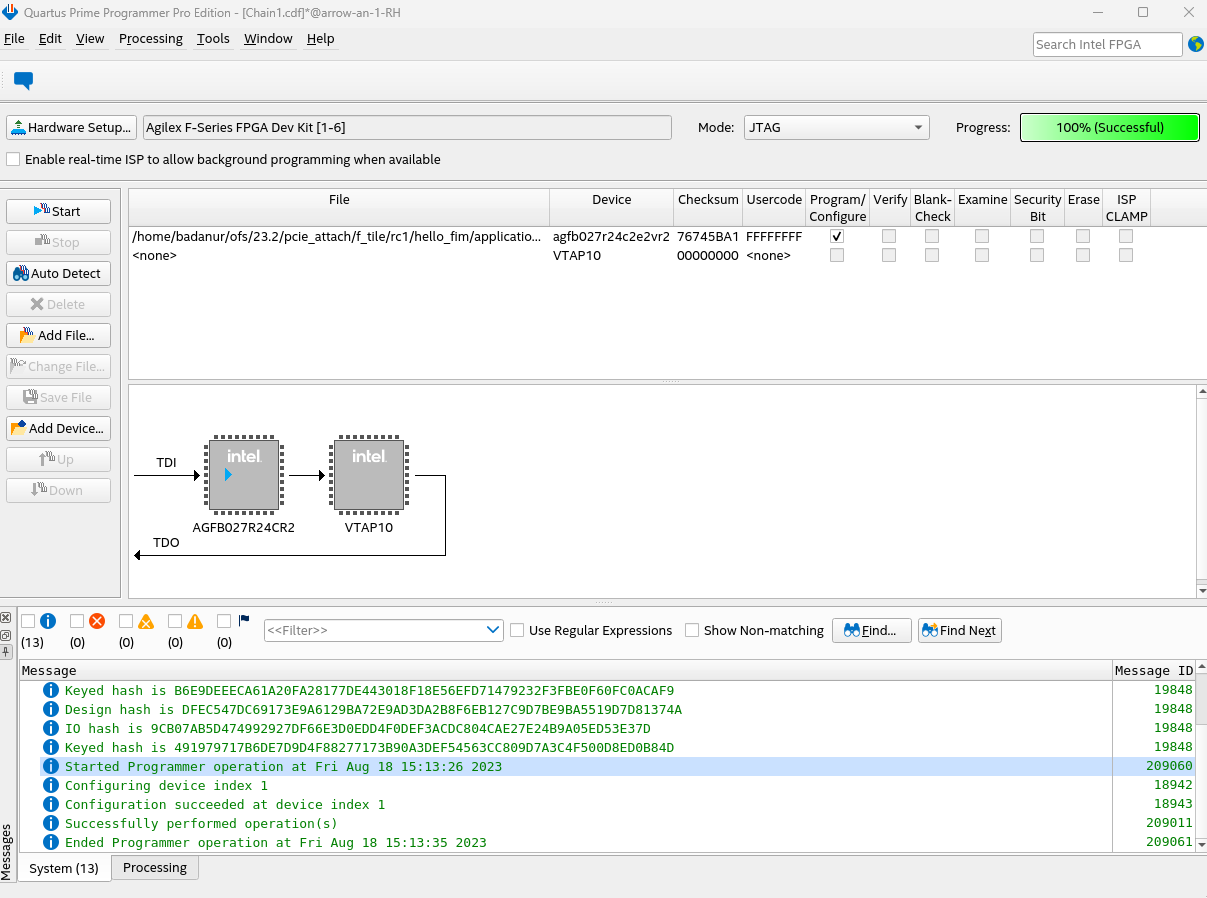 Quartus Prime Programmer Pro Edition - [Chain1.cdf]*@arrow-an-1-RH
File Edit View Processing Tools Window Help
Search Intel FPGA
Hardware Setup... Agilex F-Series FPGA Dev Kit [1-6] Mode: JTAG Progress: 100% (Successful)
Enable real-time ISP to allow background programming when available
Start
Stop
Auto Detect
Delete
Add File...
Change File...
Save File
Add Device...
Up
Down
File Device Checksum Usercode Program/ Configure Verify Blank- Check Examine Security Bit Erase ISP CLAMP
/home/badanur/ofs/23.2/pcie_attach/f_tile/rc1/hello_fim/applicatio... agfb027r24c2e2vr2 76745BA1 FFFFFFFF
<none> VTAP10 00000000 <none>
TDI
intel
intel
AGFB027R24CR2 VTAP10
TDO
(13) (0) (0) (0) (0)
<<Filter>> Use Regular Expressions Show Non-matching Find... Find Next
Message Message ID
Keyed hash is B6E9DEEECA61A20FA28177DE443018F18E56EFD71479232F3FBE0F60FC0ACAF9 19848
Design hash is DFEC547DC69173E9A6129BA72E9AD3DA2B8F6EB127C9D7BE9BA5519D7D81374A 19848
IO hash is 9CB07AB5D474992927DF66E3D0EDD4F0DEF3ACDC804CAE27E24B9A05ED53E37D 19848
Keyed hash is 491979717B6DE7D9D4F88277173B90A3DEF54563CC809D7A3C4F500D8ED0B84D 19848
Started Programmer operation at Fri Aug 18 15:13:26 2023 209060
Configuring device index 1 18942
Configuration succeeded at device index 1 18943
Successfully performed operation(s) 209011
Ended Programmer operation at Fri Aug 18 15:13:35 2023 209061
Messages
System (13) Processing